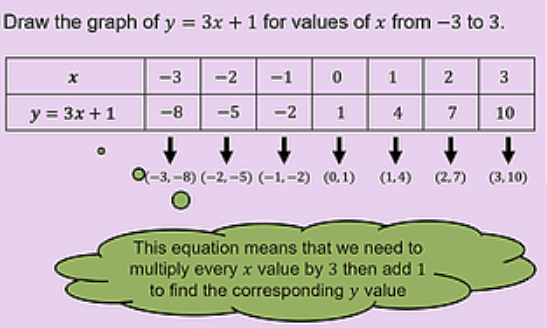 Draw the graph of y = 3x + 1 for values of x from −3 to 3.
x −3 −2 −1 0 1 2 3
y = 3x + 1 −8 −5 −2 1 4 7 10
(−3, −8) (−2, −5) (−1, −2) (0, 1) (1, 4) (2, 7) (3, 10)
This equation means that we need to
multiply every x value by 3 then add 1
to find the corresponding y value